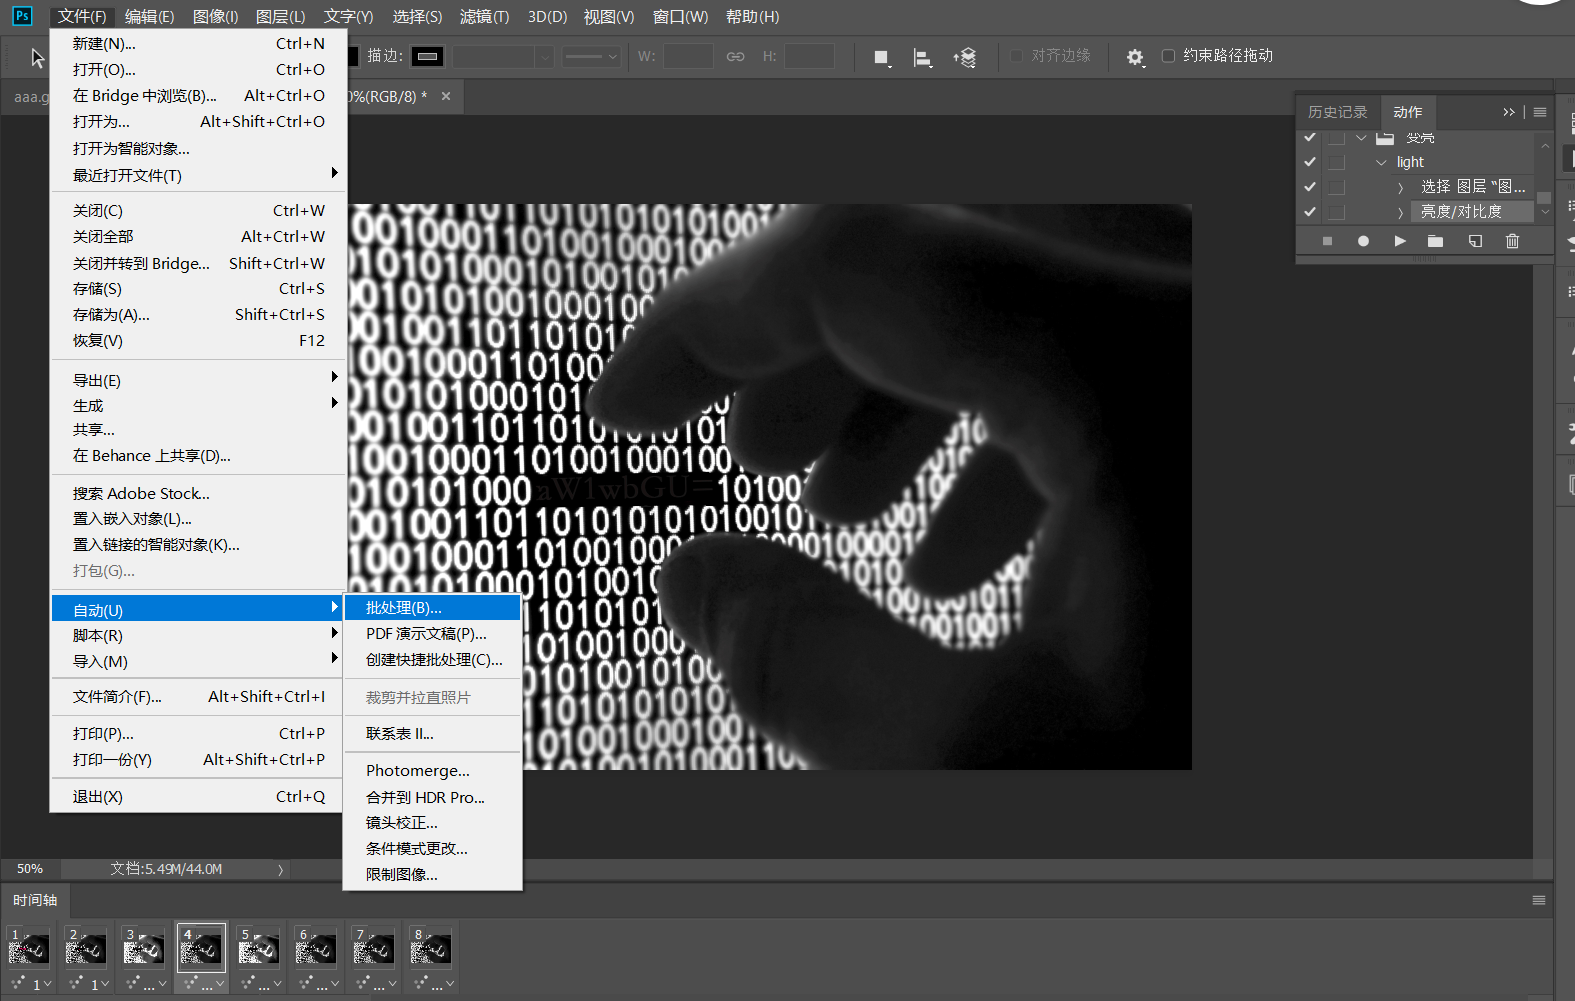 Ps 文件(F) 编辑(E) 图像(I) 图层(L) 文字(Y) 选择(S) 滤镜(T) 3D(D) 视图(V) 窗口(W) 帮助(H)
描边: W: H: 对齐边缘 约束路径拖动
aaa.g 0%(RGB/8) * ×
新建(N)... Ctrl+N
打开(O)... Ctrl+O
在 Bridge 中浏览(B)... Alt+Ctrl+O
打开为... Alt+Shift+Ctrl+O
打开为智能对象...
最近打开文件(T)
关闭(C) Ctrl+W
关闭全部 Alt+Ctrl+W
关闭并转到 Bridge... Shift+Ctrl+W
存储(S) Ctrl+S
存储为(A)... Shift+Ctrl+S
恢复(V) F12
导出(E)
生成
共享...
在 Behance 上共享(D)...
搜索 Adobe Stock...
置入嵌入对象(L)...
置入链接的智能对象(K)...
打包(G)...
自动(U)
脚本(R)
导入(M)
文件简介(F)... Alt+Shift+Ctrl+I
打印(P)... Ctrl+P
打印一份(Y) Alt+Shift+Ctrl+P
退出(X) Ctrl+Q
批处理(B)...
PDF 演示文稿(P)...
创建快捷批处理(C)...
裁剪并拉直照片
联系表 II...
Photomerge...
合并到 HDR Pro...
镜头校正...
条件模式更改...
限制图像...
历史记录 动作
变亮
light
选择 图层 “图...
亮度/对比度
aW1wbGU=
50% 文档:5.49M/44.0M
时间轴
1 2 3 4 5 6 7 8
1 1 ... ... ... ... ... ...